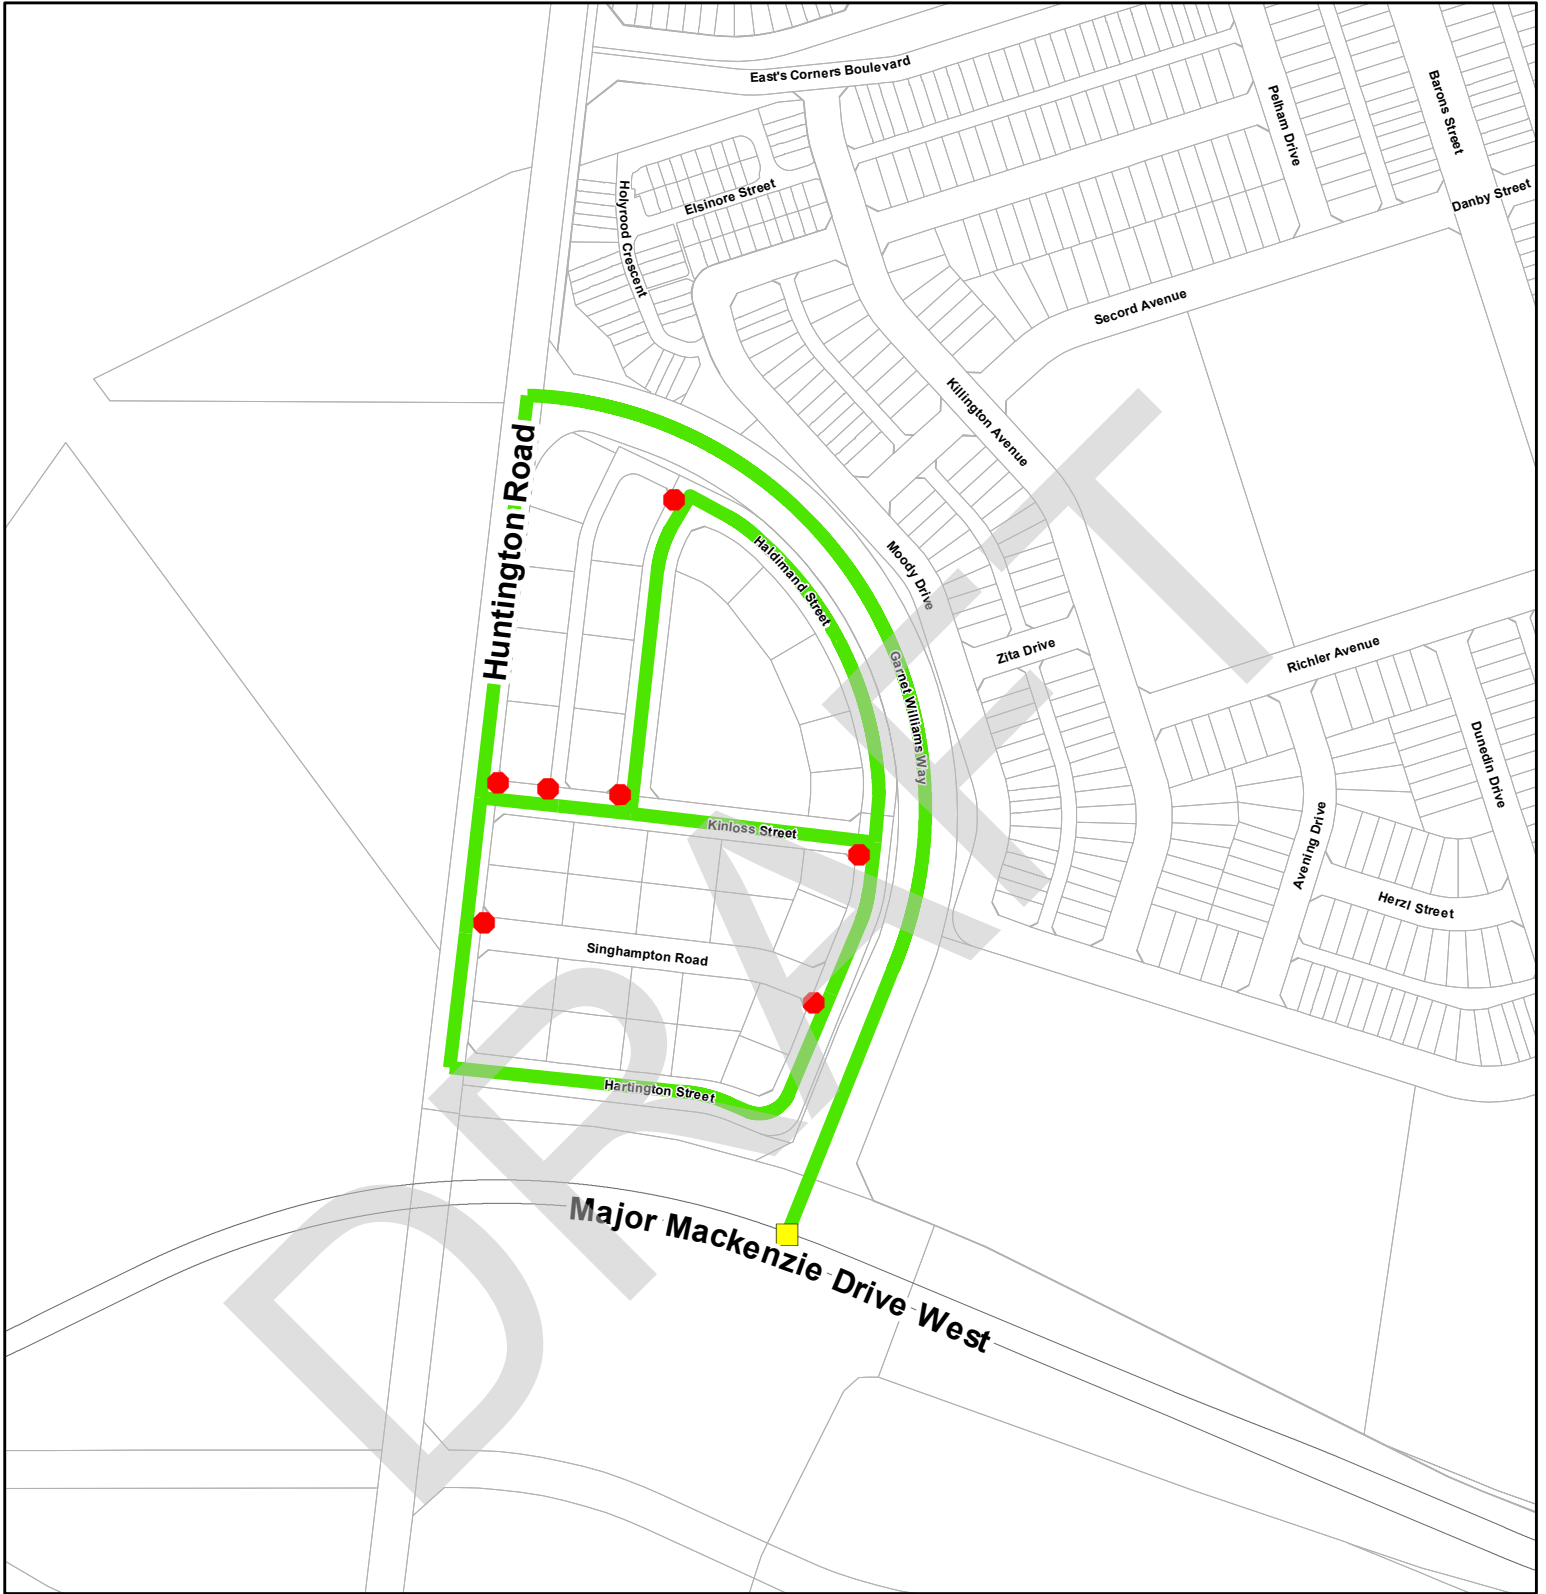 East's Corners Boulevard
Pelham Drive
Barons Street
Danby Street
Elsinore Street
Holyrood Crescent
Second Avenue
Killington Avenue
Huntington Road
Haldimand Street
Moody Drive
Zita Drive
Garnet Williams Way
Richler Avenue
Dunedin Drive
Avening Drive
Herzl Street
Kinloss Street
Singhampton Road
Hartington Street
Major Mackenzie Drive West
DRAFT